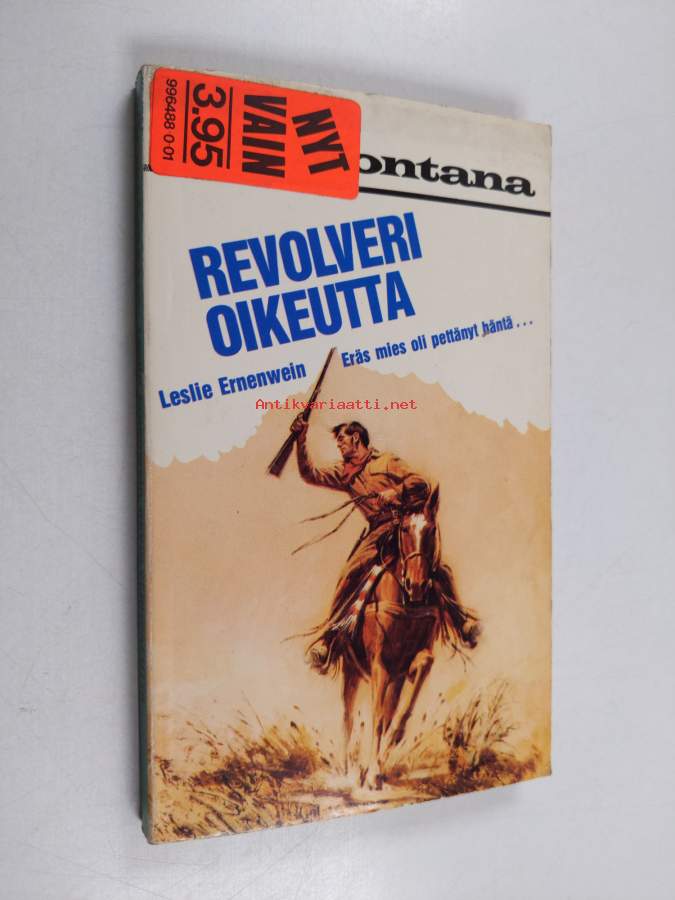 NYT
VAIN
3.95
996488 0-01
ontana
REVOLVERI
OIKEUTTA
Leslie Ernenwein
Eräs mies oli pettänyt häntä...
Antikvariaatti.net